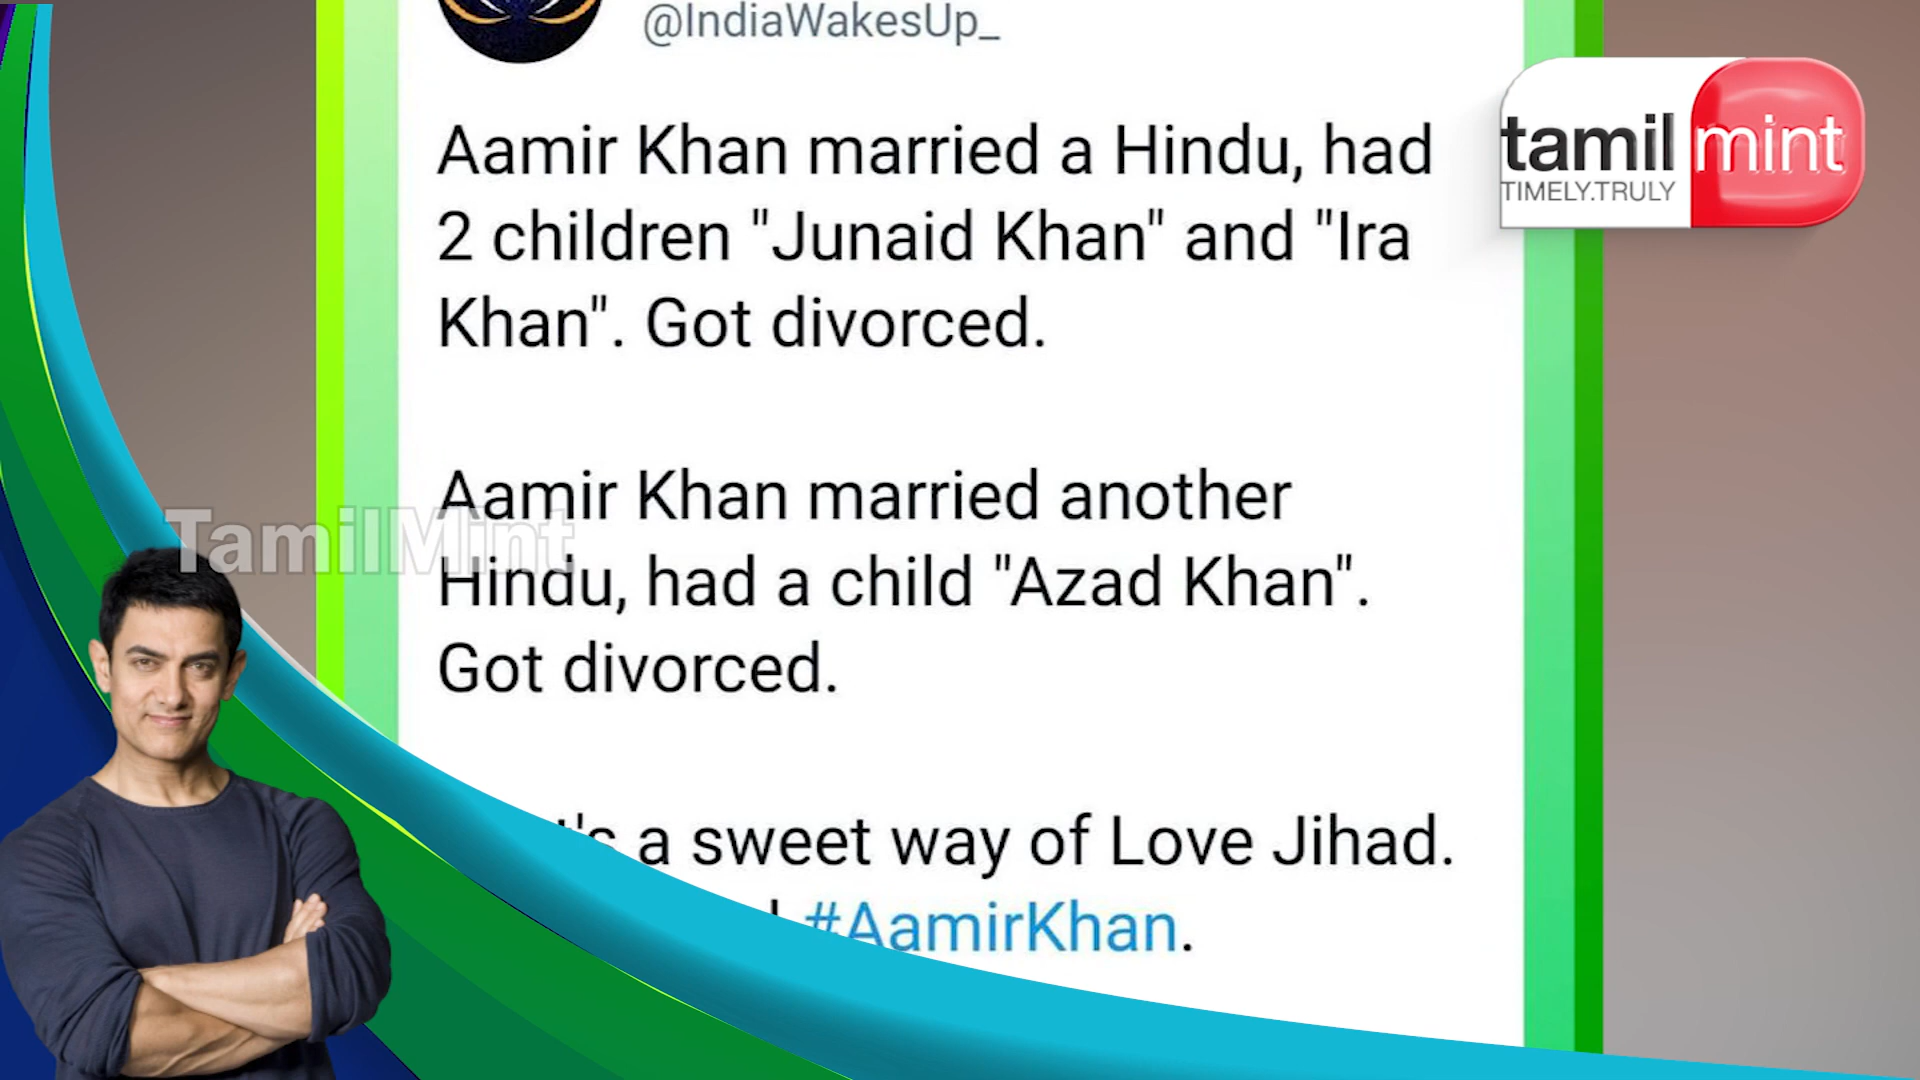 @IndiaWakesUp_
tamil mint
TIMELY.TRULY
Aamir Khan married a Hindu, had
2 children "Junaid Khan" and "Ira
Khan". Got divorced.
Aamir Khan married another
TamilMint
Hindu, had a child "Azad Khan".
Got divorced.
a sweet way of Love Jihad.
#AamirKhan.